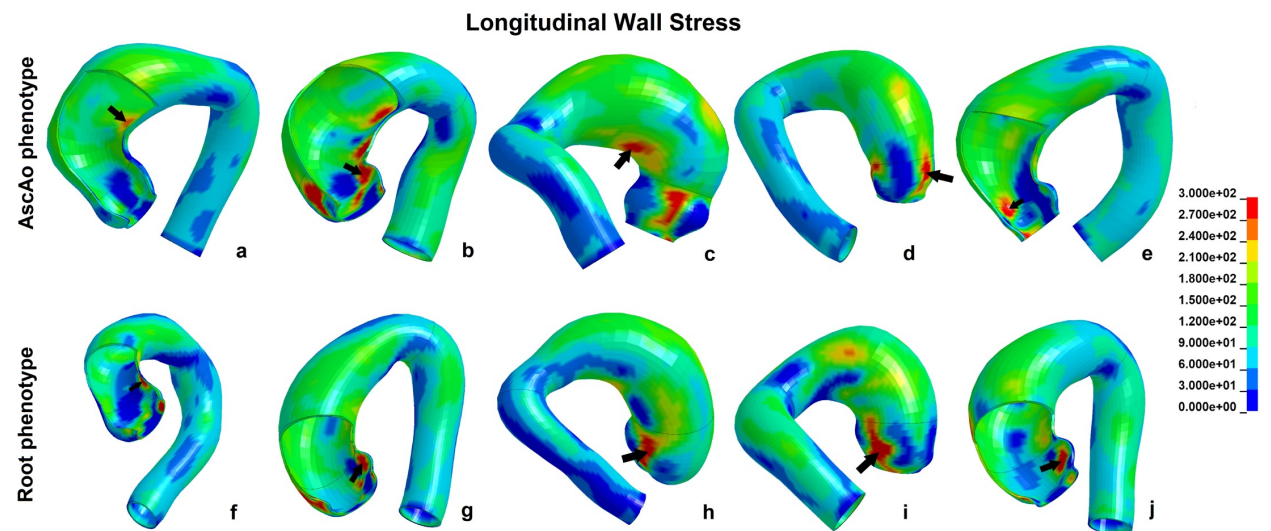 Longitudinal Wall Stress
AscAo phenotype
a
b
c
d
e
Root phenotype
f
g
h
i
j
3.000e+02
2.700e+02
2.400e+02
2.100e+02
1.800e+02
1.500e+02
1.200e+02
9.000e+01
6.000e+01
3.000e+01
0.000e+00